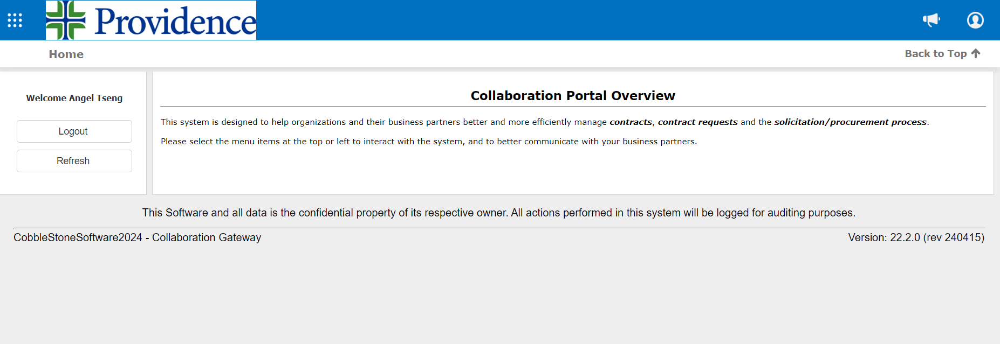 Providence
Home
Back to Top
Welcome Angel Tseng
Logout
Refresh
Collaboration Portal Overview
This system is designed to help organizations and their business partners better and more efficiently manage contracts, contract requests and the solicitation/procurement process.
Please select the menu items at the top or left to interact with the system, and to better communicate with your business partners.
This Software and all data is the confidential property of its respective owner. All actions performed in this system will be logged for auditing purposes.
CobbleStoneSoftware2024 - Collaboration Gateway
Version: 22.2.0 (rev 240415)